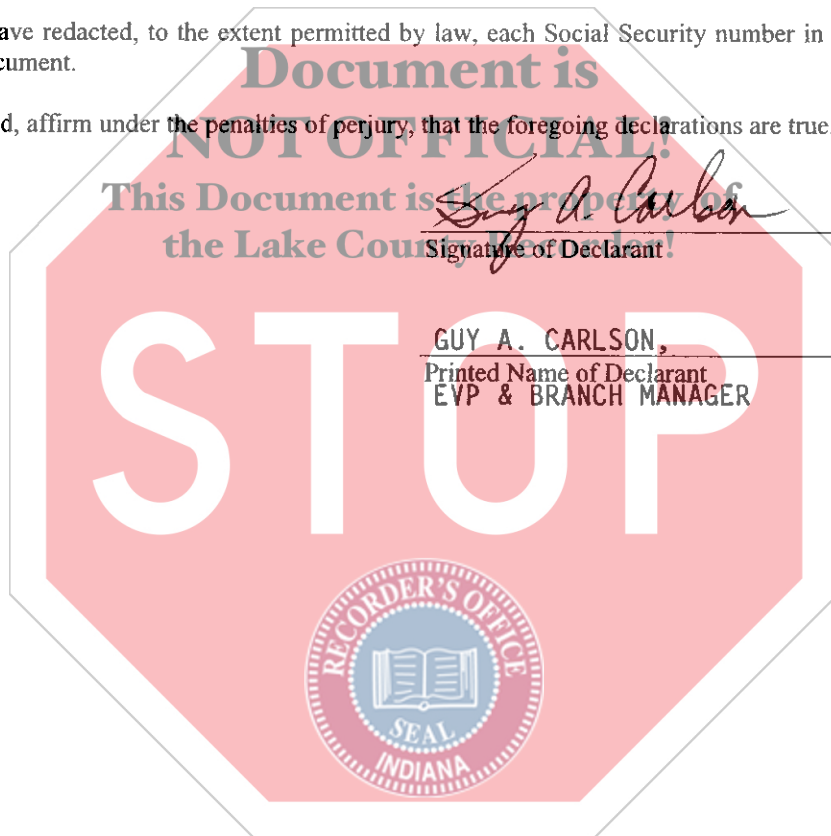 ave redacted, to the extent permitted by law, each Social Security number in
cument.
Document is
d, affirm under the penalties of perjury, that the foregoing declarations are true.
NOT OFFICIAL!
This Document is the property of
Guy A. Carlson
the Lake County Recorder!
Signature of Declarant
GUY A. CARLSON,
Printed Name of Declarant
EVP & BRANCH MANAGER
STOP
RECORDER'S OFFICE
SEAL
INDIANA